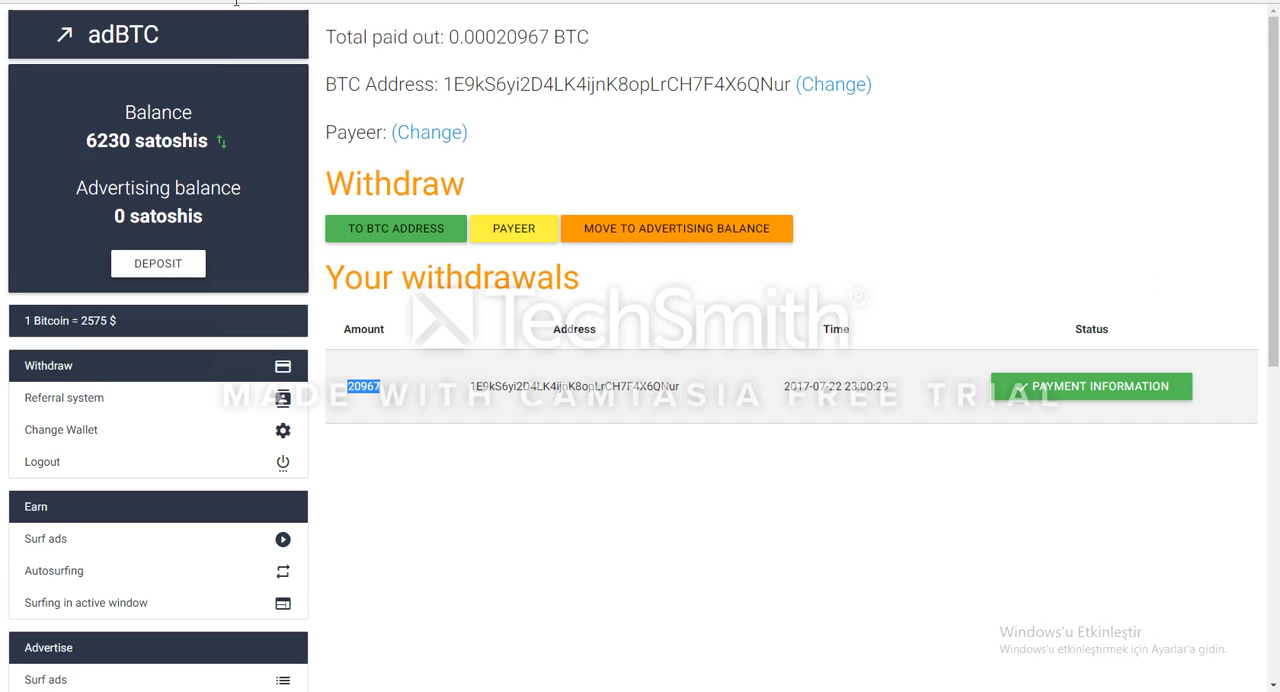 adBTC
Balance
6230 satoshis
Advertising balance
0 satoshis
DEPOSIT
1 Bitcoin = 2575 $
Withdraw
Referral system
Change Wallet
Logout
Earn
Surf ads
Autosurfing
Surfing in active window
Advertise
Surf ads
Total paid out: 0.00020967 BTC
BTC Address: 1E9kS6yi2D4LK4ijnK8opLrCH7F4X6QNur (Change)
Payeer: (Change)
Withdraw
TO BTC ADDRESS PAYEER MOVE TO ADVERTISING BALANCE
Your withdrawals
TechSmith®
Amount Address Time Status
20967 1E9kS6yi2D4LK4ijnK8opLrCH7F4X6QNur 2017-07-22 23:00:29 PAYMENT INFORMATION
MADE WITH CAMTASIA FREE TRIAL
Windows'u Etkinleştir
Windows'u etkinleştirmek için Ayarlar'a gidin.